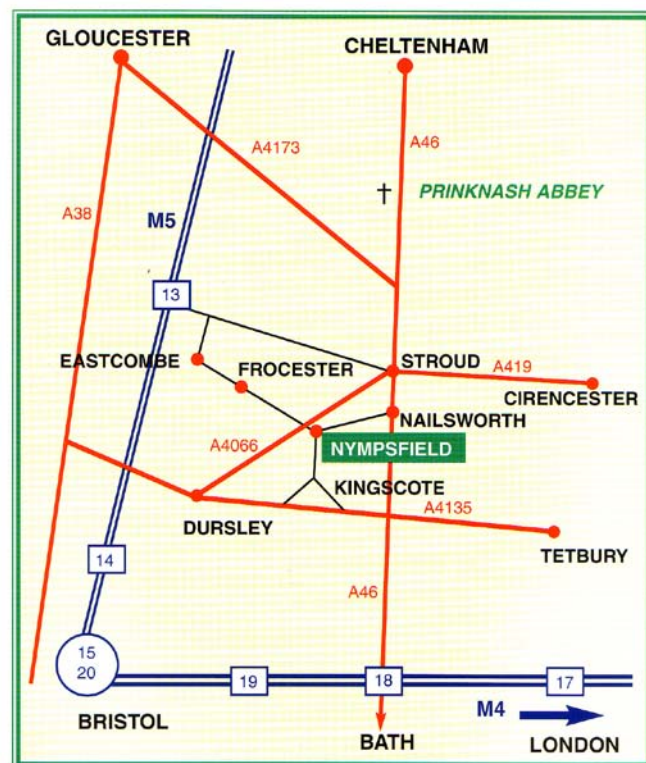 GLOUCESTER
CHELTENHAM
A46
A4173
PRINKNASH ABBEY
A38
M5
13
EASTCOMBE
FROCESTER
STROUD
A419
CIRENCESTER
NAILSWORTH
A4066
NYMPSFIELD
KINGSCOTE
DURSLEY
A4135
TETBURY
14
A46
15
20
19
18
17
M4
BRISTOL
BATH
LONDON